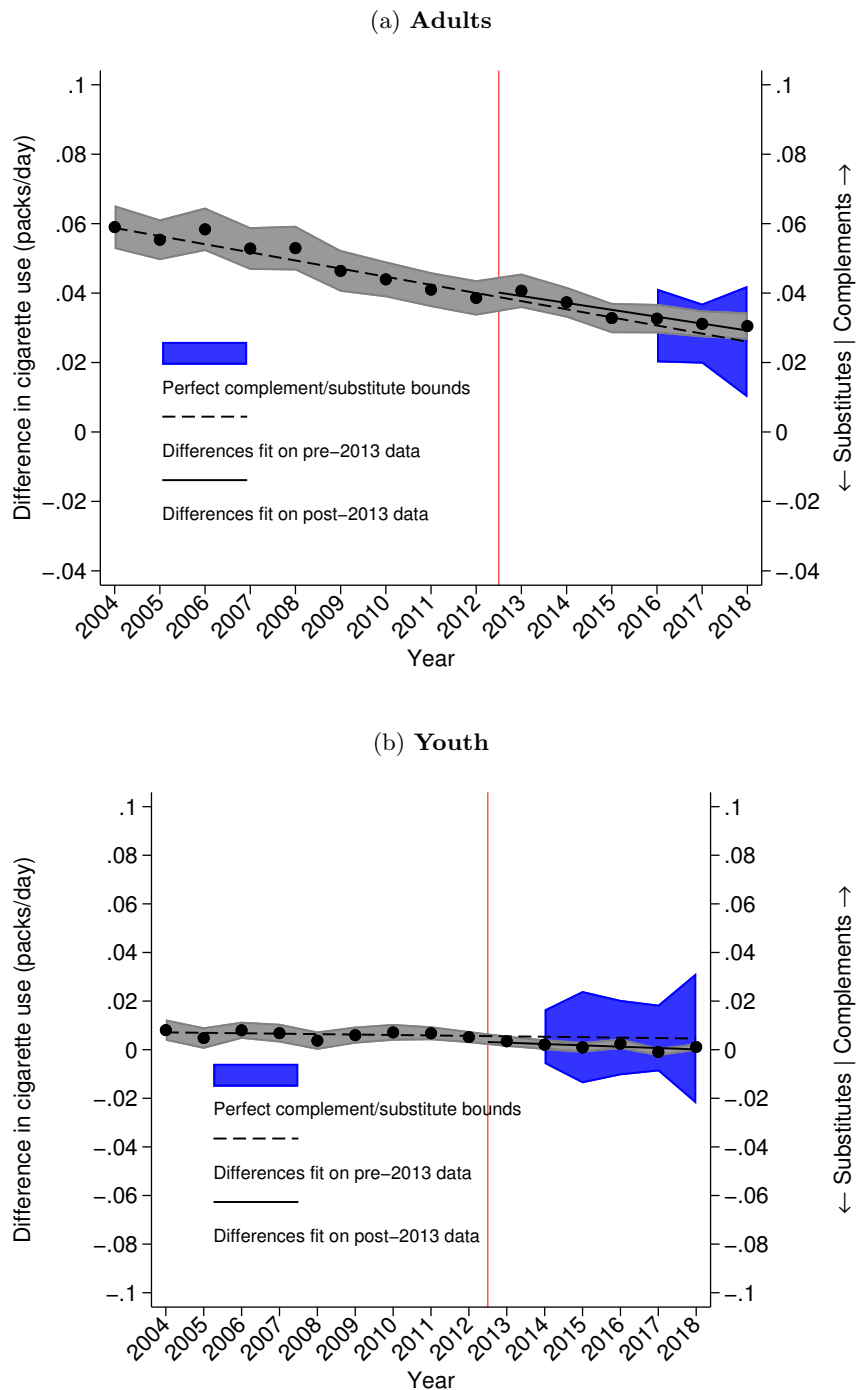 (a) Adults
Difference in cigarette use (packs/day)
.1
.08
.06
.04
.02
0
−.02
−.04
.1
.08
.06
.04
.02
0
−.02
−.04
← Substitutes | Complements →
Perfect complement/substitute bounds
Differences fit on pre−2013 data
Differences fit on post−2013 data
2004 2005 2006 2007 2008 2009 2010 2011 2012 2013 2014 2015 2016 2017 2018
Year
(b) Youth
Difference in cigarette use (packs/day)
.1
.08
.06
.04
.02
0
−.02
−.04
−.06
−.08
−.1
.1
.08
.06
.04
.02
0
−.02
−.04
−.06
−.08
−.1
← Substitutes | Complements →
Perfect complement/substitute bounds
Differences fit on pre−2013 data
Differences fit on post−2013 data
2004 2005 2006 2007 2008 2009 2010 2011 2012 2013 2014 2015 2016 2017 2018
Year